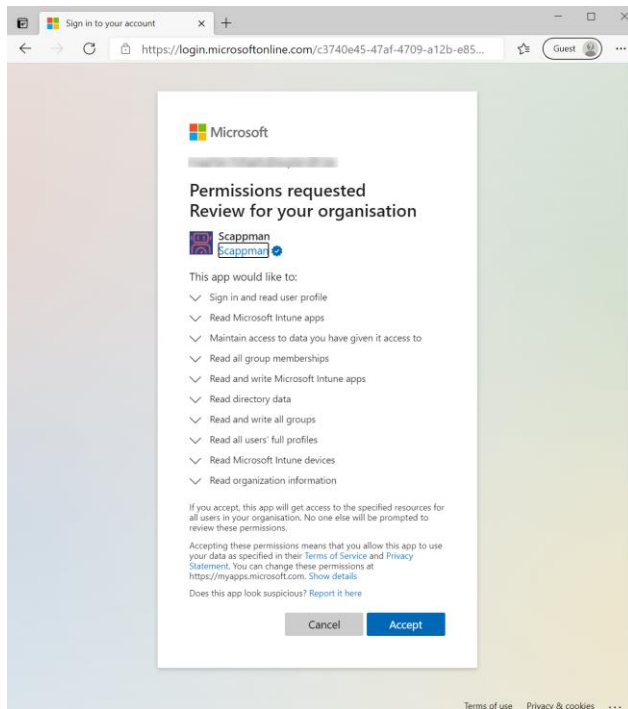 Sign in to your account
https://login.microsoftonline.com/c3740e45-47af-4709-a12b-e85...
Guest
Microsoft
Permissions requested
Review for your organisation
Scappman
Scappman
This app would like to:
Sign in and read user profile
Read Microsoft Intune apps
Maintain access to data you have given it access to
Read all group memberships
Read and write Microsoft Intune apps
Read directory data
Read and write all groups
Read all users' full profiles
Read Microsoft Intune devices
Read organization information
If you accept, this app will get access to the specified resources for
all users in your organisation. No one else will be prompted to
review these permissions.
Accepting these permissions means that you allow this app to use
your data as specified in their Terms of Service and Privacy
Statement. You can change these permissions at
https://myapps.microsoft.com. Show details
Does this app look suspicious? Report it here
Cancel Accept
Terms of use Privacy & cookies ...